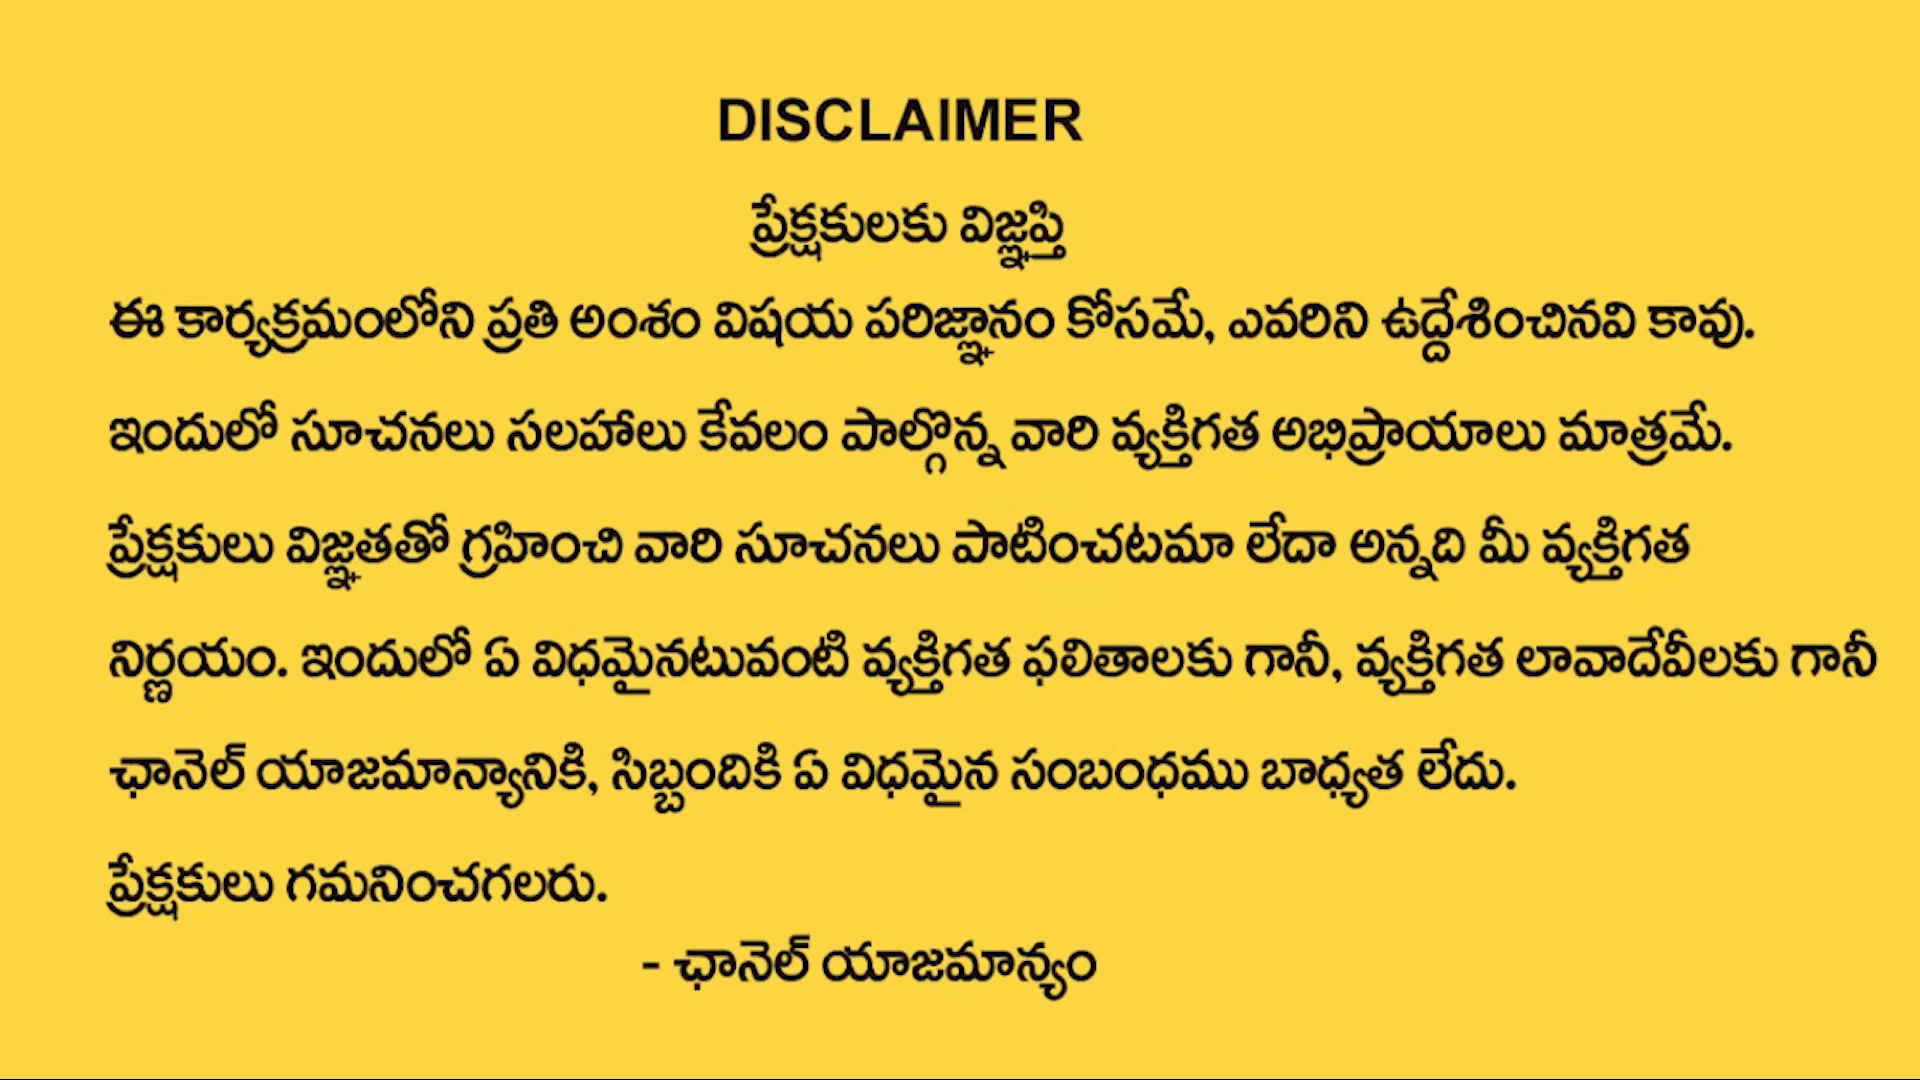 DISCLAIMER
ప్రేక్షకులకు విజ్ఞప్తి
ఈ కార్యక్రమంలోని ప్రతి అంశం విషయ పరిజ్ఞానం కోసమే, ఎవరిని ఉద్దేశించినవి కావు.
ఇందులో సూచనలు సలహాలు కేవలం పాల్గొన్న వారి వ్యక్తిగత అభిప్రాయాలు మాత్రమే.
ప్రేక్షకులు విజ్ఞతతో గ్రహించి వారి సూచనలు పాటించటమా లేదా అన్నది మీ వ్యక్తిగత
నిర్ణయం. ఇందులో ఏ విధమైనటువంటి వ్యక్తిగత ఫలితాలకు గానీ, వ్యక్తిగత లావాదేవీలకు గానీ
ఛానెల్ యాజమాన్యానికి, సిబ్బందికి ఏ విధమైన సంబంధము బాధ్యత లేదు.
ప్రేక్షకులు గమనించగలరు.
- ఛానెల్ యాజమాన్యం